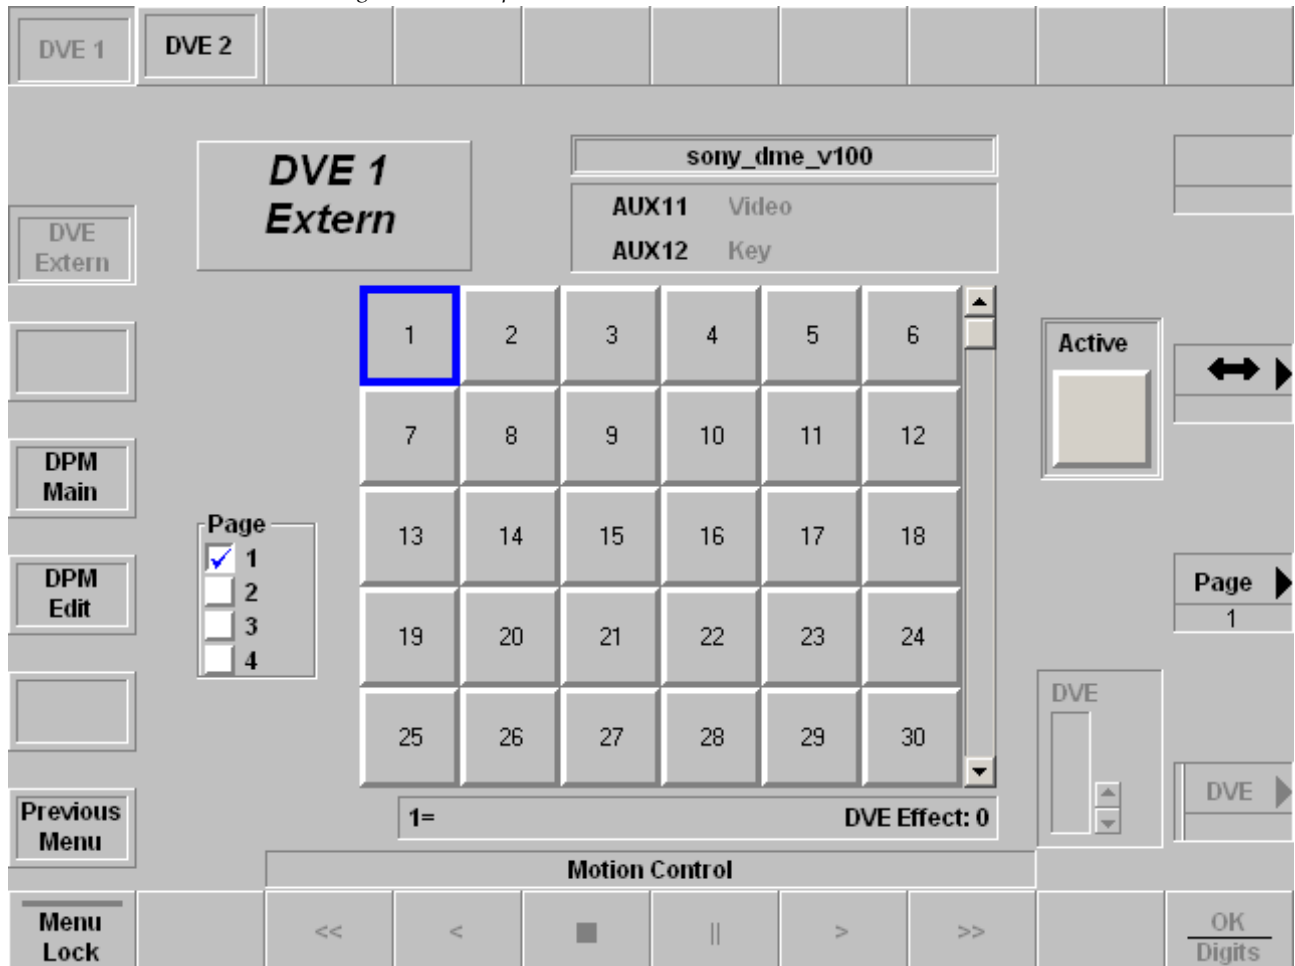 DVE 1
DVE 2
DVE 1
Extern
sony_dme_v100
AUX11 Video
AUX12 Key
DVE
Extern
1 2 3 4 5 6
Active
7 8 9 10 11 12
DPM
Main
Page
1
2
3
4
13 14 15 16 17 18
DPM
Edit
Page
1
19 20 21 22 23 24
DVE
25 26 27 28 29 30
DVE
Previous
Menu
1= DVE Effect: 0
Motion Control
Menu
Lock
<< < || > >>
OK
Digits